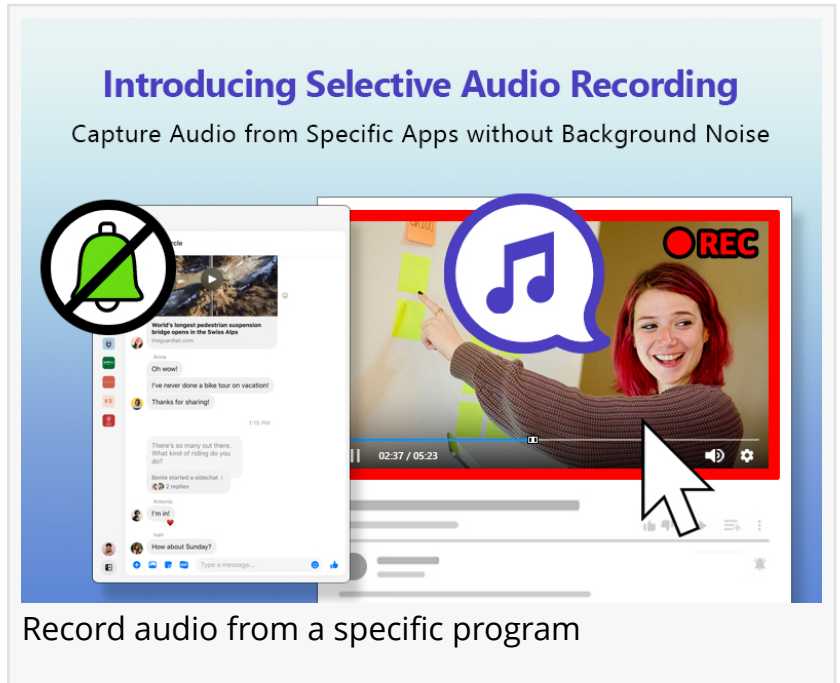 Introducing Selective Audio Recording
Capture Audio from Specific Apps without Background Noise
REC
rcle
World's longest pedestrian suspension
bridge opens in the Swiss Alps
theguardian.com
Anna
Oh wow!
I've never done a bike tour on vacation!
Thanks for sharing!
1:15 PM
There's so many out there.
What kind of riding do you
do?
Bente started a sidechat >
2 replies
Antonio
I'm in!
Ivan
How about Sunday?
Type a message...
02:37 / 05:23
Record audio from a specific program